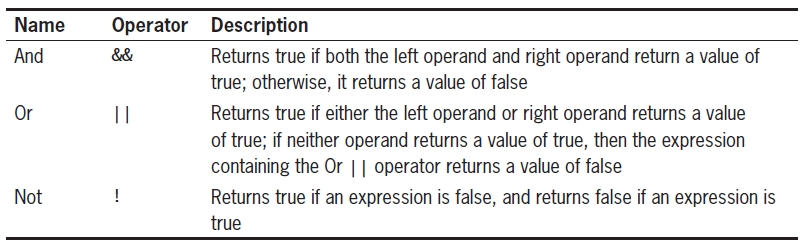 Name Operator Description
And && Returns true if both the left operand and right operand return a value of
true; otherwise, it returns a value of false
Or || Returns true if either the left operand or right operand returns a value
of true; if neither operand returns a value of true, then the expression
containing the Or || operator returns a value of false
Not ! Returns true if an expression is false, and returns false if an expression is
true